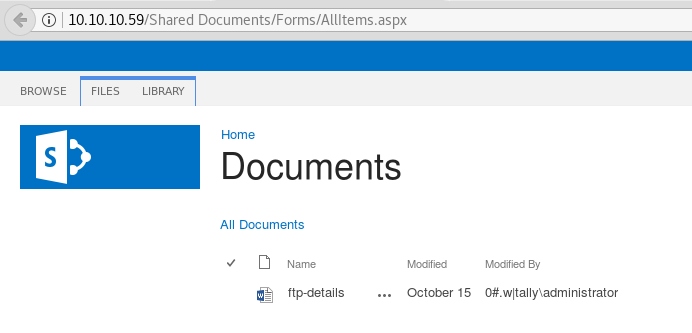 10.10.10.59/Shared Documents/Forms/AllItems.aspx
BROWSE FILES LIBRARY
S
Home
Documents
All Documents
Name Modified Modified By
ftp-details ... October 15 0#.w|tally\administrator